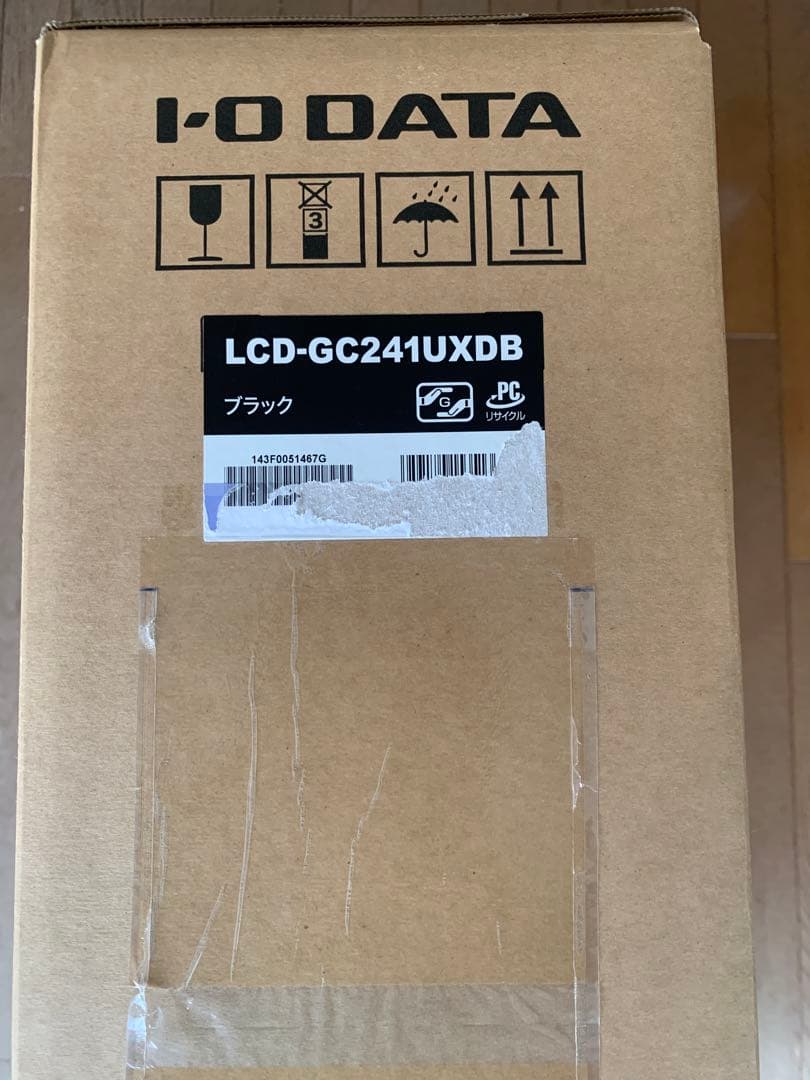 I-O DATA
3
LCD-GC241UXDB
ブラック
G
PC
リサイクル
143F0051467G